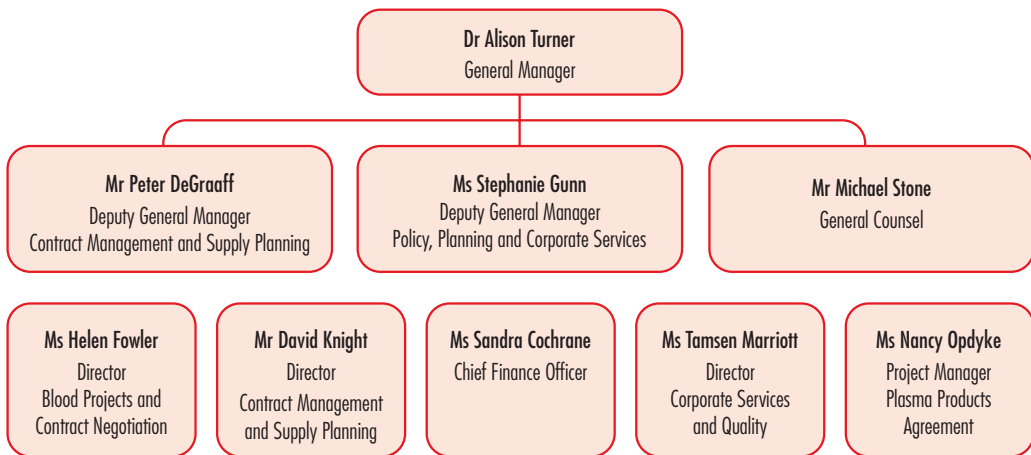 Dr Alison Turner
General Manager
Mr Peter DeGraaff
Deputy General Manager
Contract Management and Supply Planning
Ms Stephanie Gunn
Deputy General Manager
Policy, Planning and Corporate Services
Mr Michael Stone
General Counsel
Ms Helen Fowler
Director
Blood Projects and
Contract Negotiation
Mr David Knight
Director
Contract Management
and Supply Planning
Ms Sandra Cochrane
Chief Finance Officer
Ms Tamsen Marriott
Director
Corporate Services
and Quality
Ms Nancy Opdyke
Project Manager
Plasma Products
Agreement